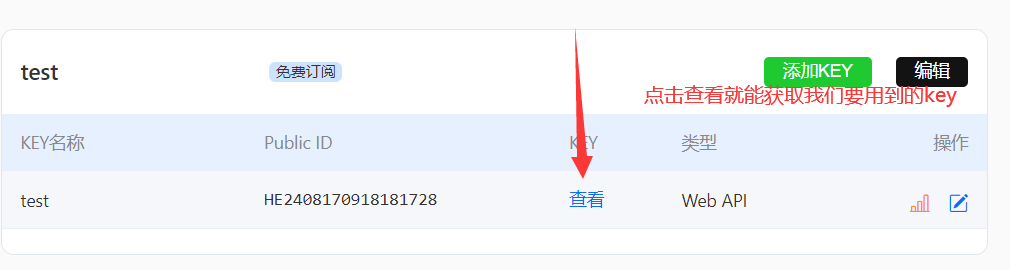 test 免费订阅 添加KEY 编辑
点击查看就能获取我们要用到的key
KEY名称 Public ID KEY 类型 操作
test HE2408170918181728 查看 Web API